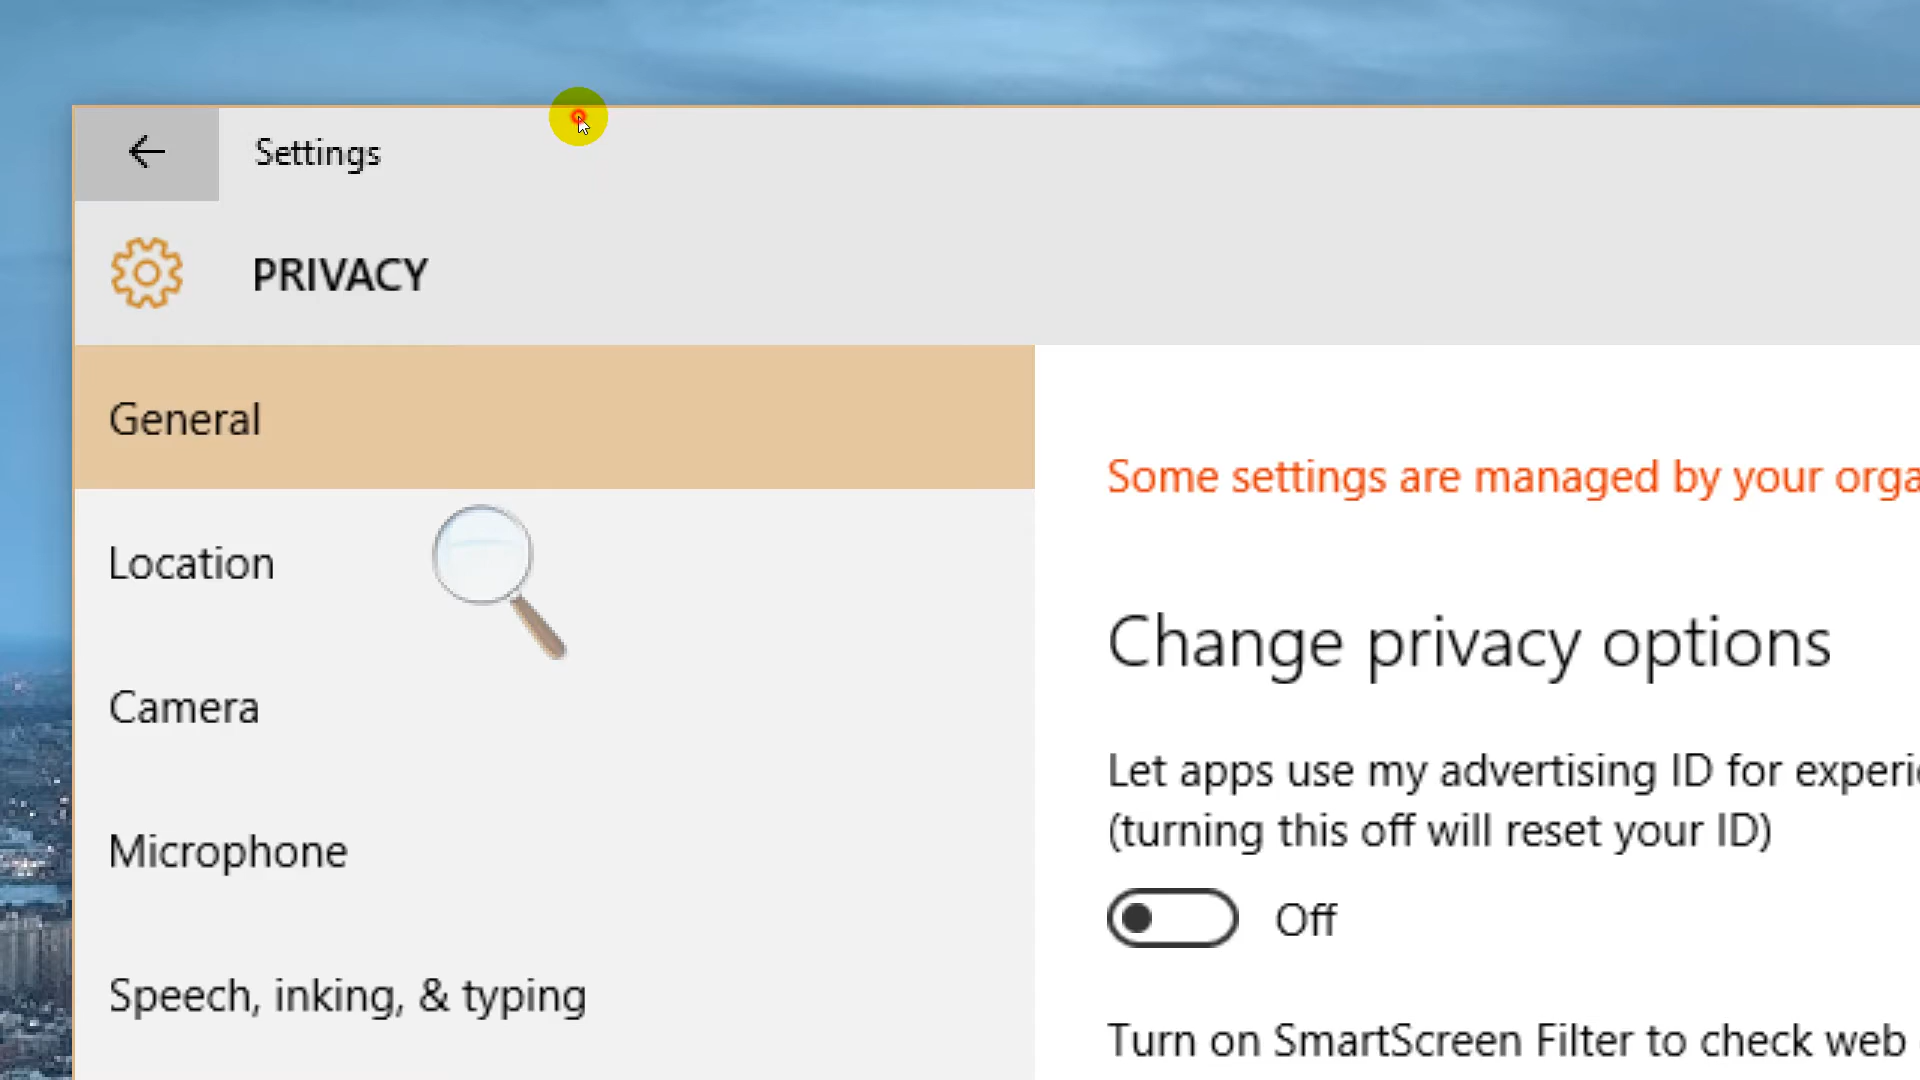 Settings
PRIVACY
General
Location
Camera
Microphone
Speech, inking, & typing
Some settings are managed by your orga
Change privacy options
Let apps use my advertising ID for experi
(turning this off will reset your ID)
Off
Turn on SmartScreen Filter to check web